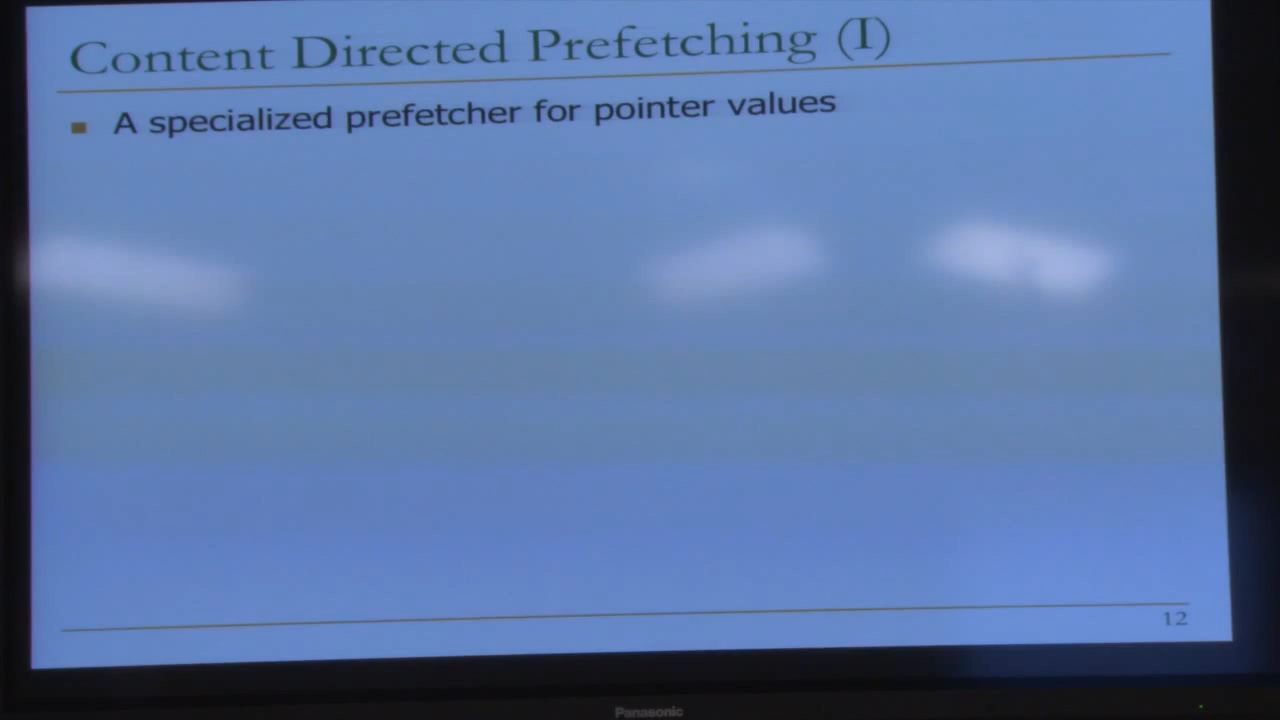 Content Directed Prefetching (I)
A specialized prefetcher for pointer values
12
Panasonic